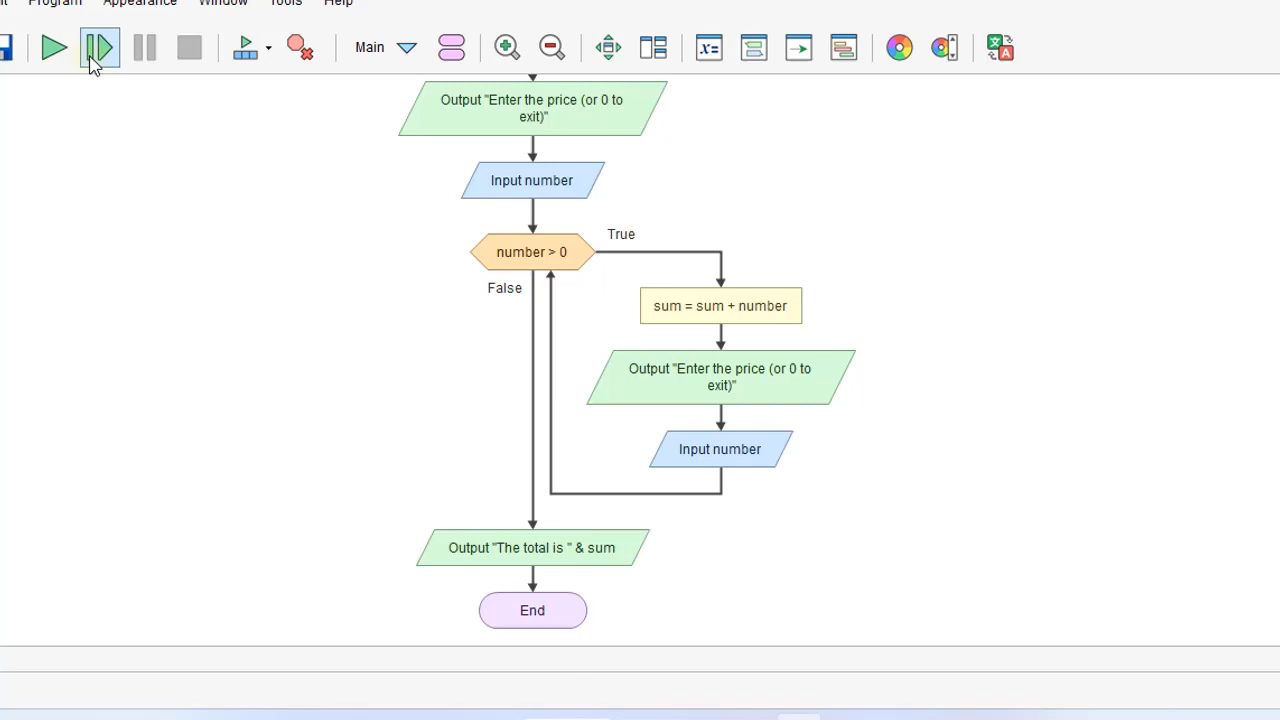 Program Appearance Window Tools Help
Main
Output "Enter the price (or 0 to
exit)"
Input number
number > 0
True
False
sum = sum + number
Output "Enter the price (or 0 to
exit)"
Input number
Output "The total is " & sum
End